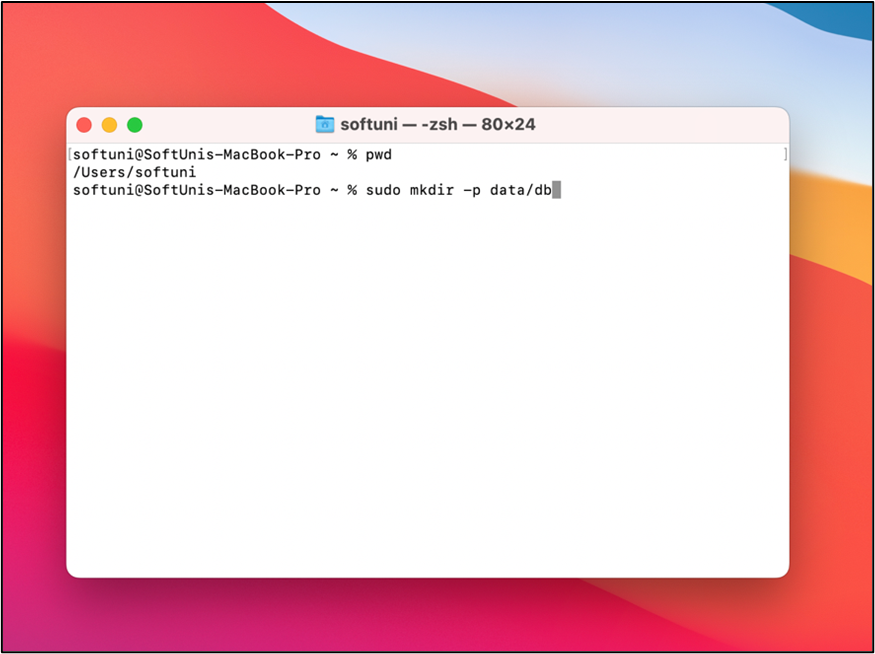 softuni — -zsh — 80×24
[softuni@SoftUnis-MacBook-Pro ~ % pwd ]
/Users/softuni
softuni@SoftUnis-MacBook-Pro ~ % sudo mkdir -p data/db